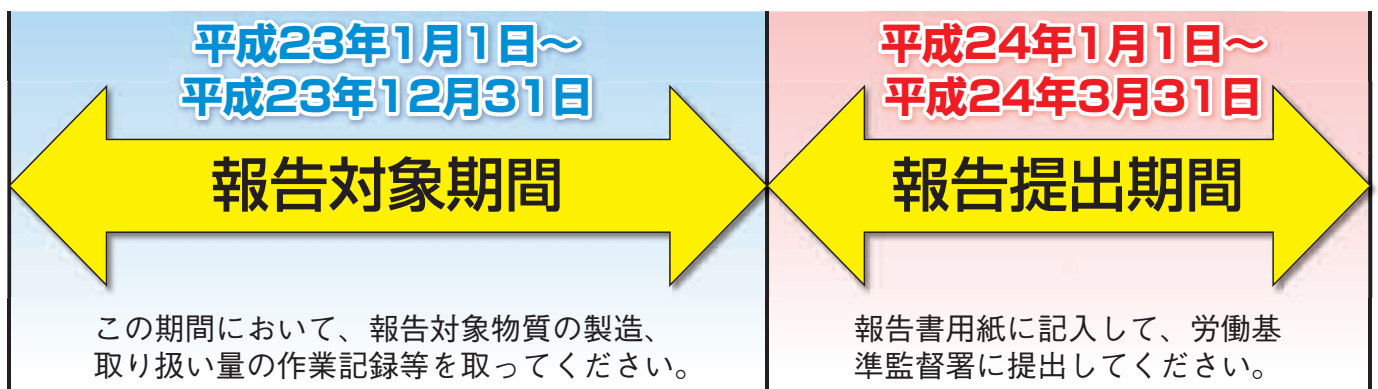 平成23年1月1日～
平成23年12月31日
報告対象期間
この期間において、報告対象物質の製造、
取り扱い量の作業記録等を取ってください。
平成24年1月1日～
平成24年3月31日
報告提出期間
報告書用紙に記入して、労働基
準監督署に提出してください。